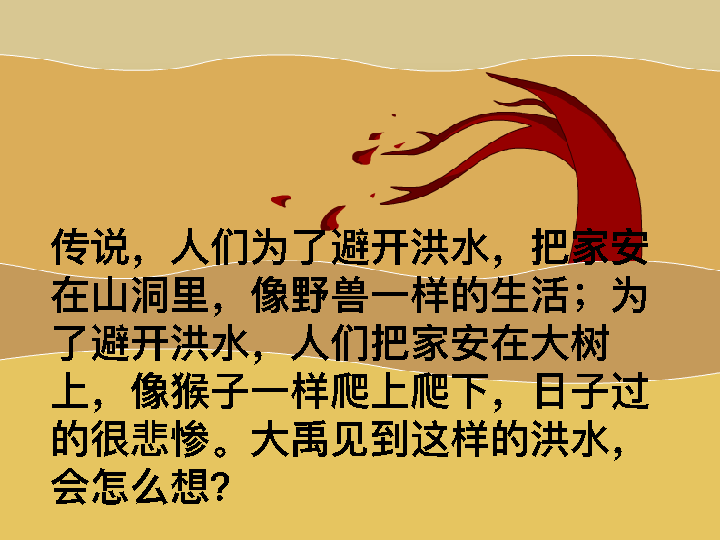 传说，人们为了避开洪水，把家安
在山洞里，像野兽一样的生活；为
了避开洪水，人们把家安在大树
上，像猴子一样爬上爬下，日子过
的很悲惨。大禹见到这样的洪水，
会怎么想？